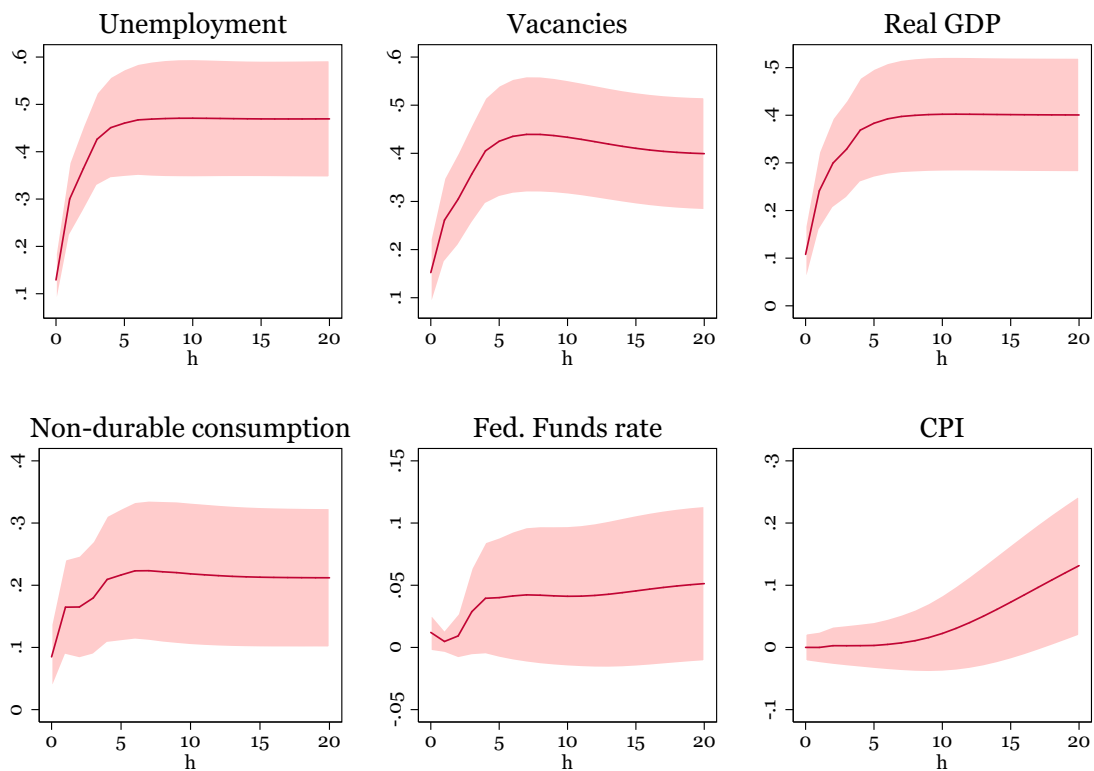 Unemployment
.1 .2 .3 .4 .5 .6
0 5 10 15 20
h
Vacancies
.1 .2 .3 .4 .5 .6
0 5 10 15 20
h
Real GDP
0 .1 .2 .3 .4 .5
0 5 10 15 20
h
Non-durable consumption
0 .1 .2 .3 .4
0 5 10 15 20
h
Fed. Funds rate
-.05 0 .05 .1 .15
0 5 10 15 20
h
CPI
-.1 0 .1 .2 .3
0 5 10 15 20
h